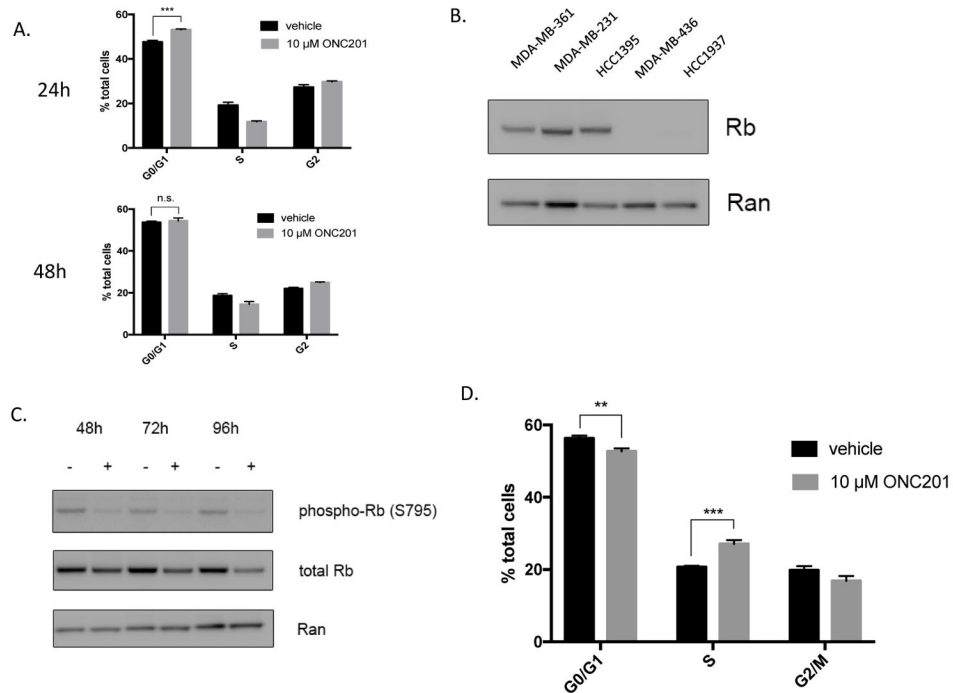 A.
24h
60
40
20
0
% total cells
***
vehicle
10 µM ONC201
G0/G1
S
G2
48h
60
40
20
0
% total cells
n.s.
vehicle
10 µM ONC201
G0/G1
S
G2
B.
MDA-MB-361
MDA-MB-231
HCC1395
MDA-MB-436
HCC1937
Rb
Ran
C.
48h 72h 96h
- + - + - +
phospho-Rb (S795)
total Rb
Ran
D.
60
40
20
0
% total cells
**
***
vehicle
10 µM ONC201
G0/G1
S
G2/M